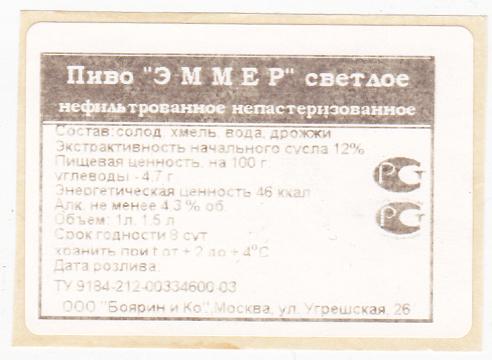 Пиво "ЭММЕР" светлое
нефильтрованное непастеризованное
Состав:солод, хмель, вода, дрожжи
Экстрактивность начального сусла 12%
Пищевая ценность, на 100 г.
углеводы - 4,7 г
Энергетическая ценность 46 ккал
Алк. не менее 4,3 % об.
Объем: 1л, 1,5 л
Срок годности 8 сут
хранить при t от + 2 до + 4°С
Дата розлива:
ТУ 9184-212-00334600-03
ООО "Боярин и Ко",Москва, ул. Угрешская, 26